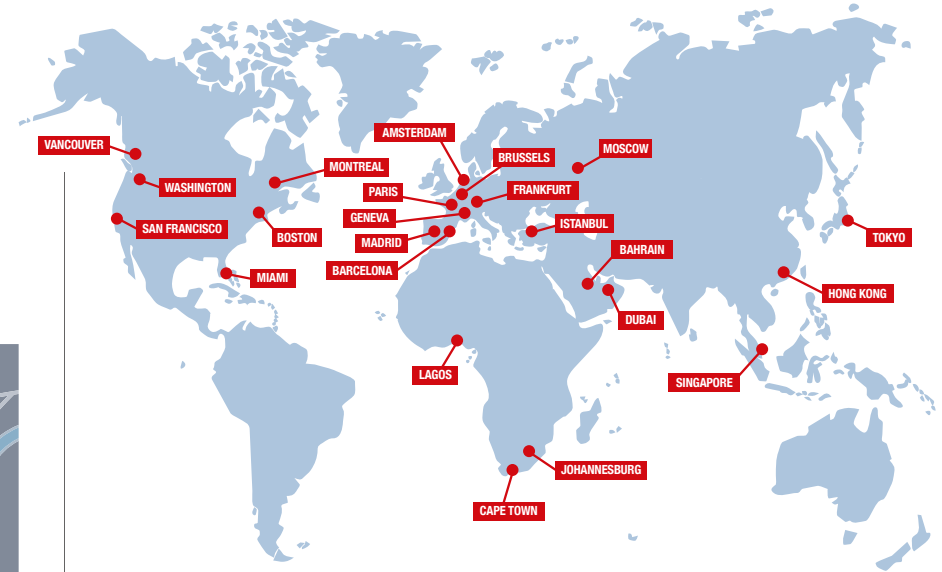 AMSTERDAM
VANCOUVER
BRUSSELS
MOSCOW
MONTREAL
WASHINGTON
PARIS
FRANKFURT
GENEVA
ISTANBUL
SAN FRANCISCO
BOSTON
MADRID
TOKYO
BAHRAIN
BARCELONA
MIAMI
HONG KONG
DUBAI
LAGOS
SINGAPORE
JOHANNESBURG
CAPE TOWN